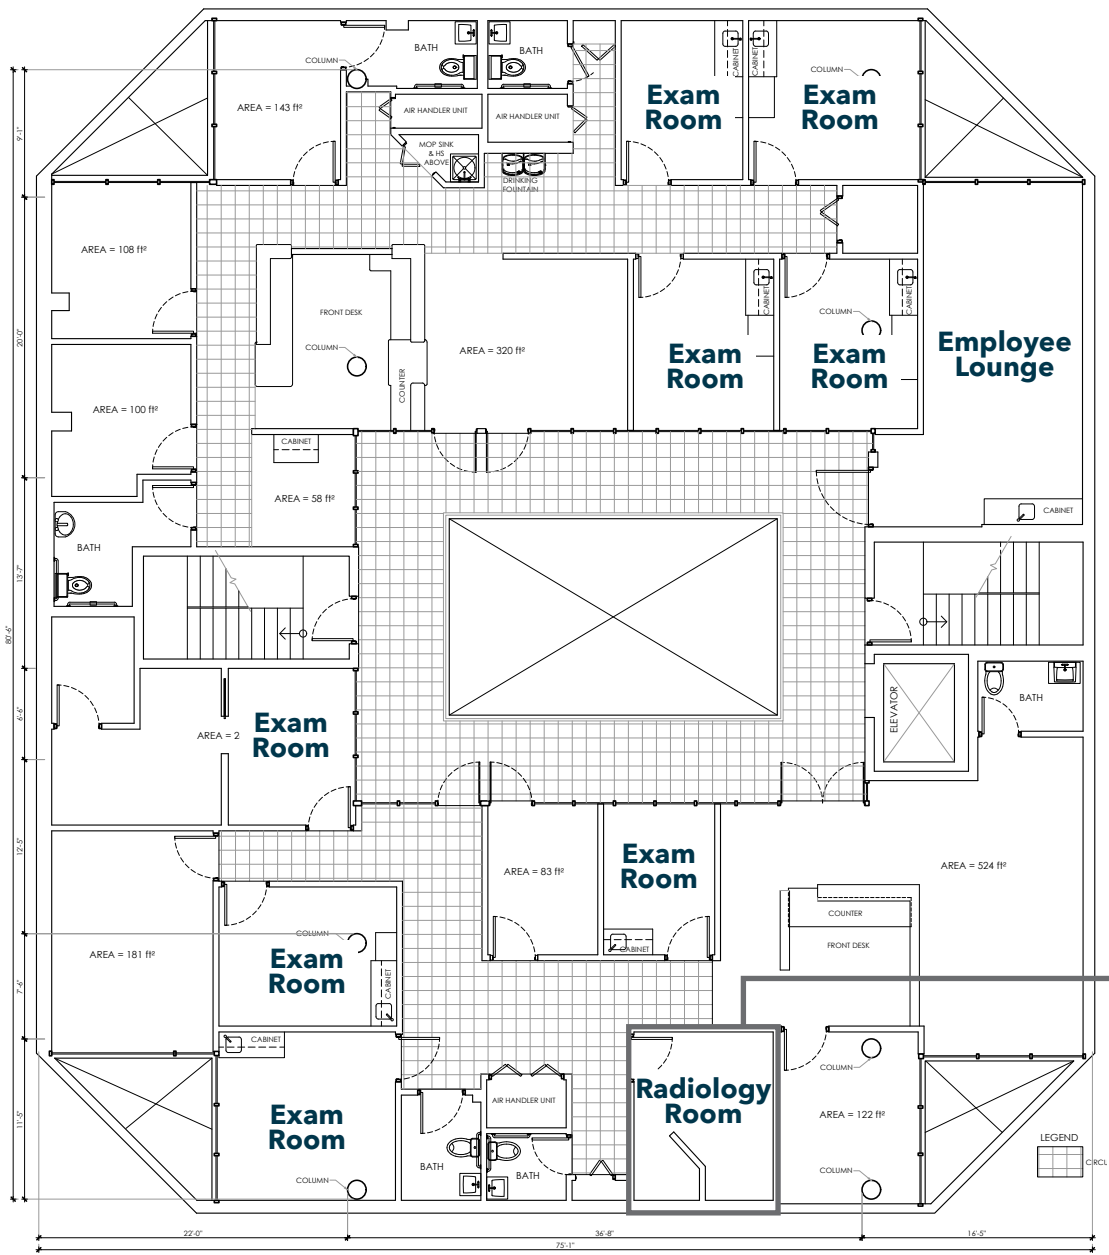 BATH
BATH
COLUMN
AREA = 143 ft²
AIR HANDLER UNIT
AIR HANDLER UNIT
MOP SINK
& HS
ABOVE
DRINKING
FOUNTAIN
Exam
Room
CABINET
CABINET
COLUMN
Exam
Room
9'-1"
AREA = 108 ft²
FRONT DESK
COLUMN
COUNTER
AREA = 320 ft²
CABINET
Exam
Room
COLUMN
CABINET
Exam
Room
Employee
Lounge
20'-0"
AREA = 100 ft²
CABINET
AREA = 58 ft²
CABINET
BATH
13'-7"
80'-6"
6'-6"
AREA = 2
Exam
Room
ELEVATOR
BATH
12'-5"
AREA = 83 ft²
Exam
Room
CABINET
AREA = 524 ft²
COUNTER
FRONT DESK
COLUMN
AREA = 181 ft²
Exam
Room
CABINET
7'-6"
CABINET
Exam
Room
COLUMN
11'-5"
AIR HANDLER UNIT
BATH
BATH
Radiology
Room
COLUMN
AREA = 122 ft²
COLUMN
LEGEND
CIRCU
22'-0"
36'-8"
16'-5"
75'-1"